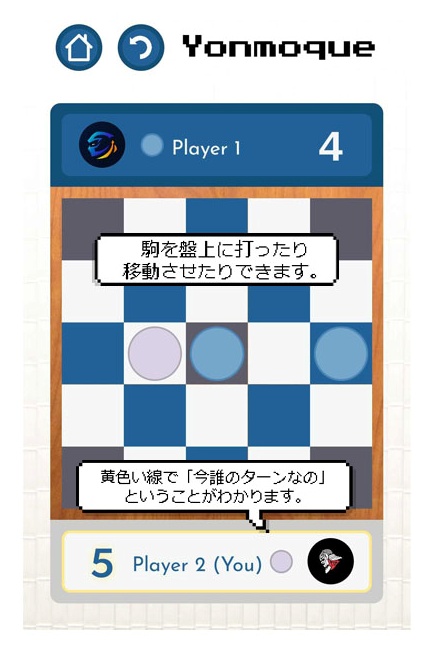 Yonmoque
Player 1
4
駒を盤上に打ったり
移動させたりできます。
黄色い線で「今誰のターンなの」
ということがわかります。
5
Player 2 (You)